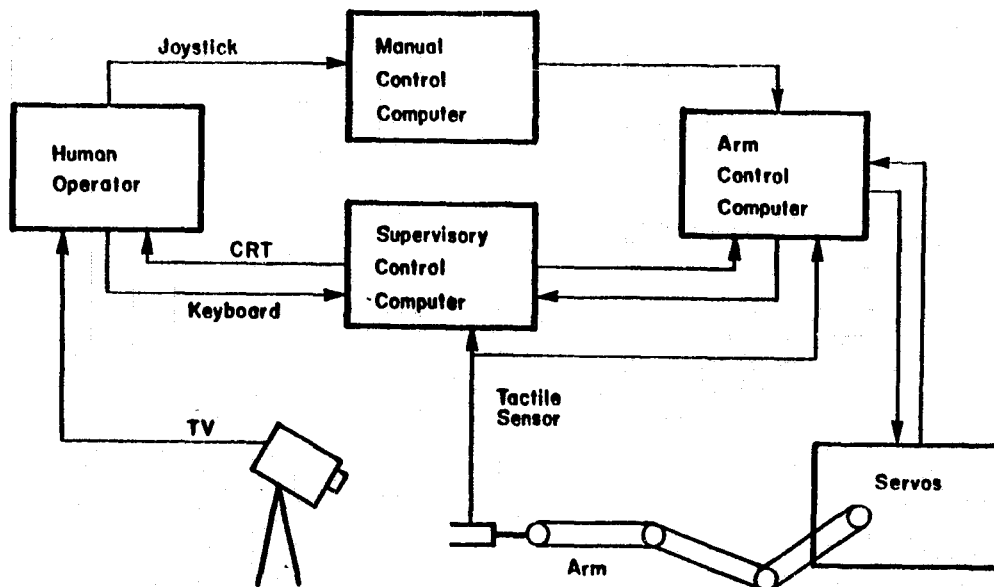 Joystick
Manual
Control
Computer
Human
Operator
Arm
Control
Computer
CRT
Keyboard
Supervisory
Control
Computer
Tactile
Sensor
TV
Servos
Arm